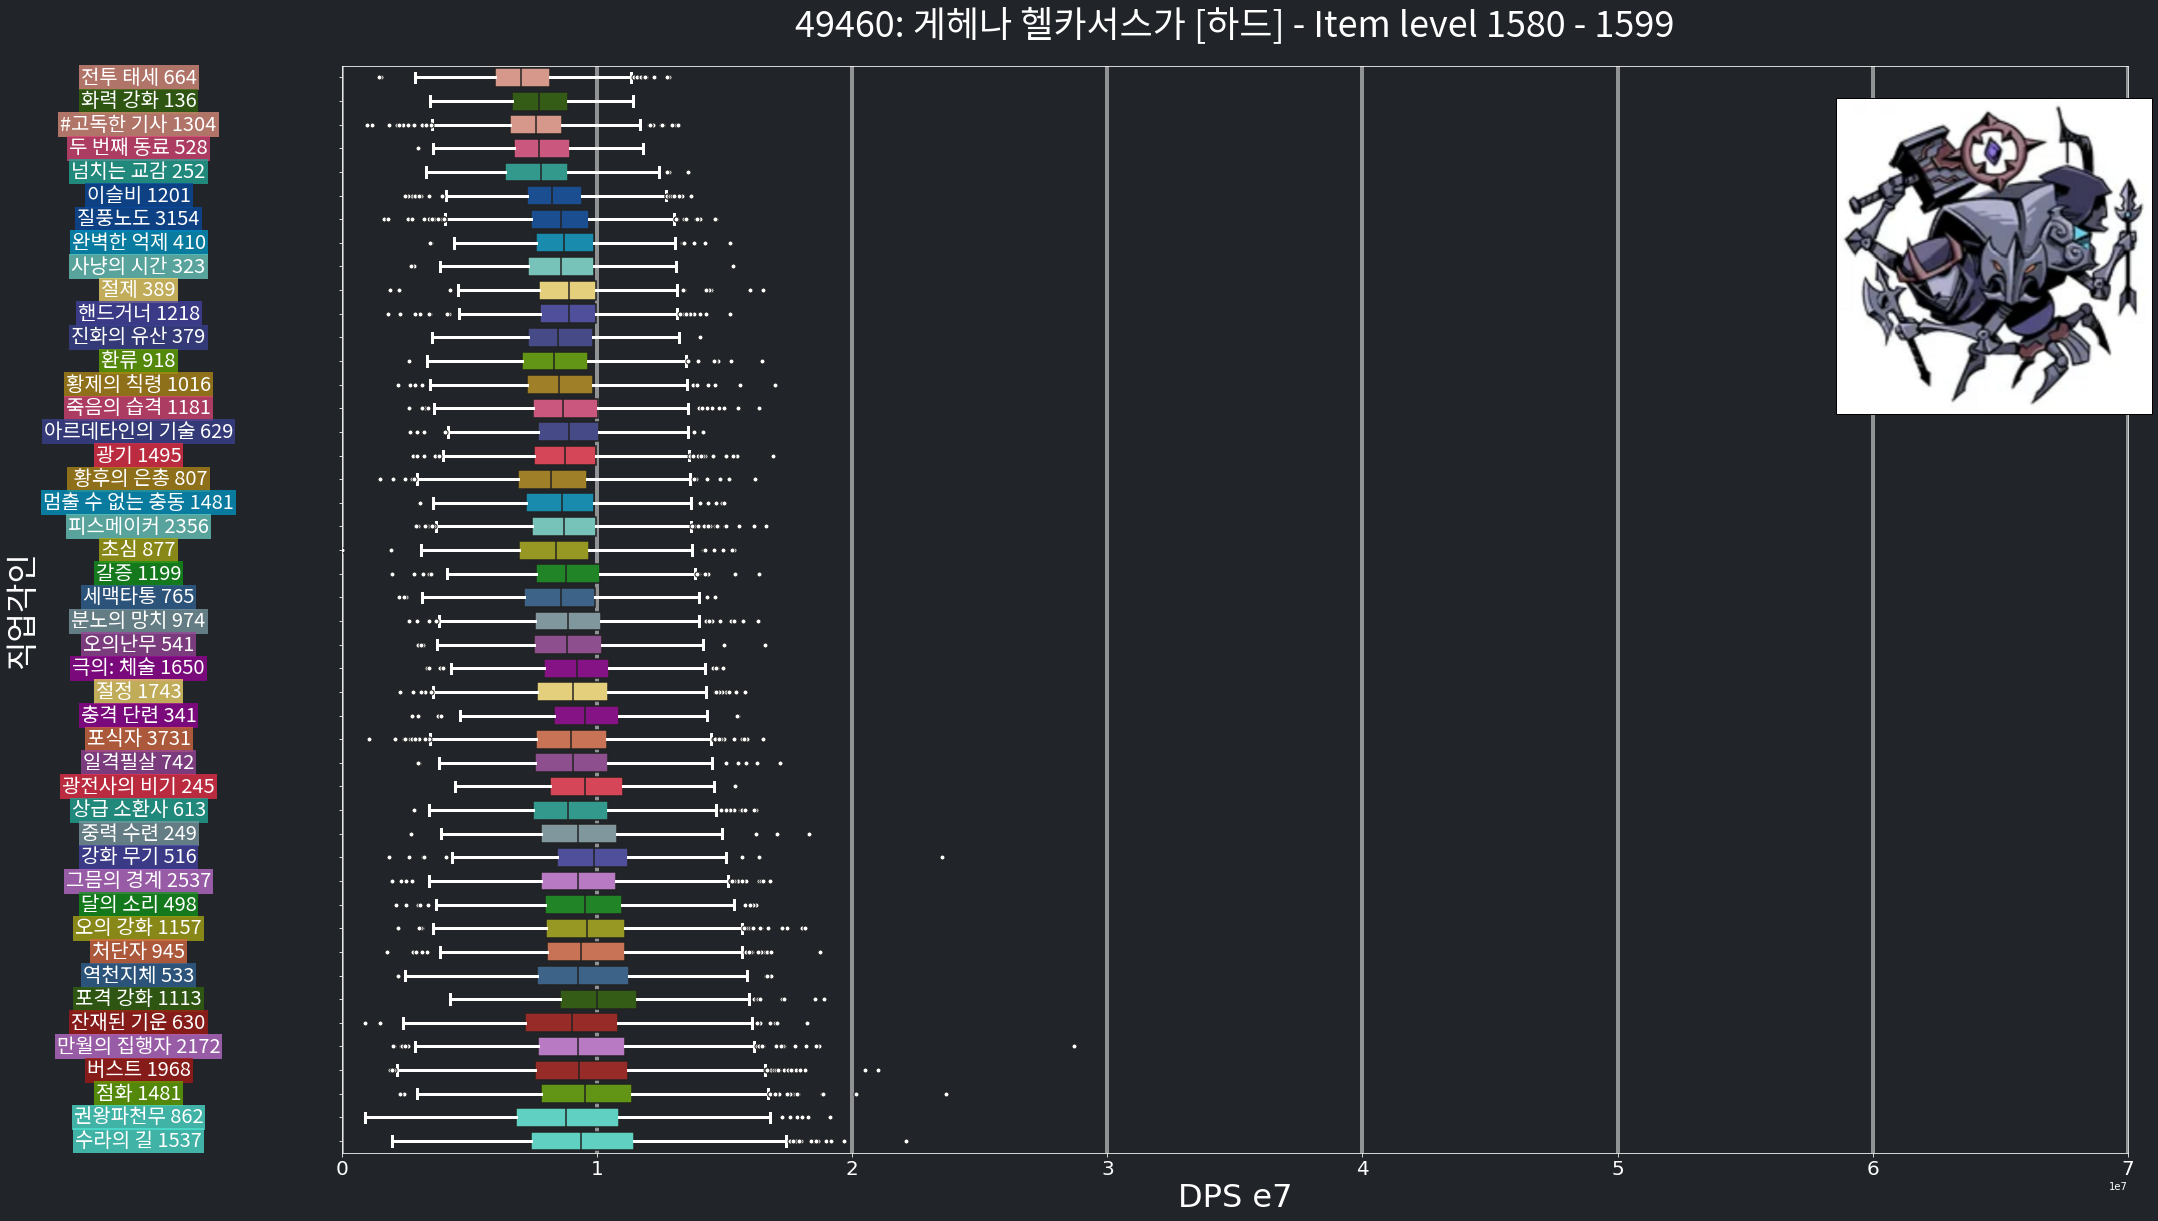 49460: 게헤나 헬카서스가 [하드] - Item level 1580 - 1599
직업각인
전투 태세 664
화력 강화 136
#고독한 기사 1304
두 번째 동료 528
넘치는 교감 252
이슬비 1201
질풍노도 3154
완벽한 억제 410
사냥의 시간 323
절제 389
핸드거너 1218
진화의 유산 379
환류 918
황제의 칙령 1016
죽음의 습격 1181
아르데타인의 기술 629
광기 1495
황후의 은총 807
멈출 수 없는 충동 1481
피스메이커 2356
초심 877
갈증 1199
세맥타통 765
분노의 망치 974
오의난무 541
극의: 체술 1650
절정 1743
충격 단련 341
포식자 3731
일격필살 742
광전사의 비기 245
상급 소환사 613
중력 수련 249
강화 무기 516
그믐의 경계 2537
달의 소리 498
오의 강화 1157
처단자 945
역천지체 533
포격 강화 1113
잔재된 기운 630
만월의 집행자 2172
버스트 1968
점화 1481
권왕파천무 862
수라의 길 1537
0 1 2 3 4 5 6 7
1e7
DPS e7